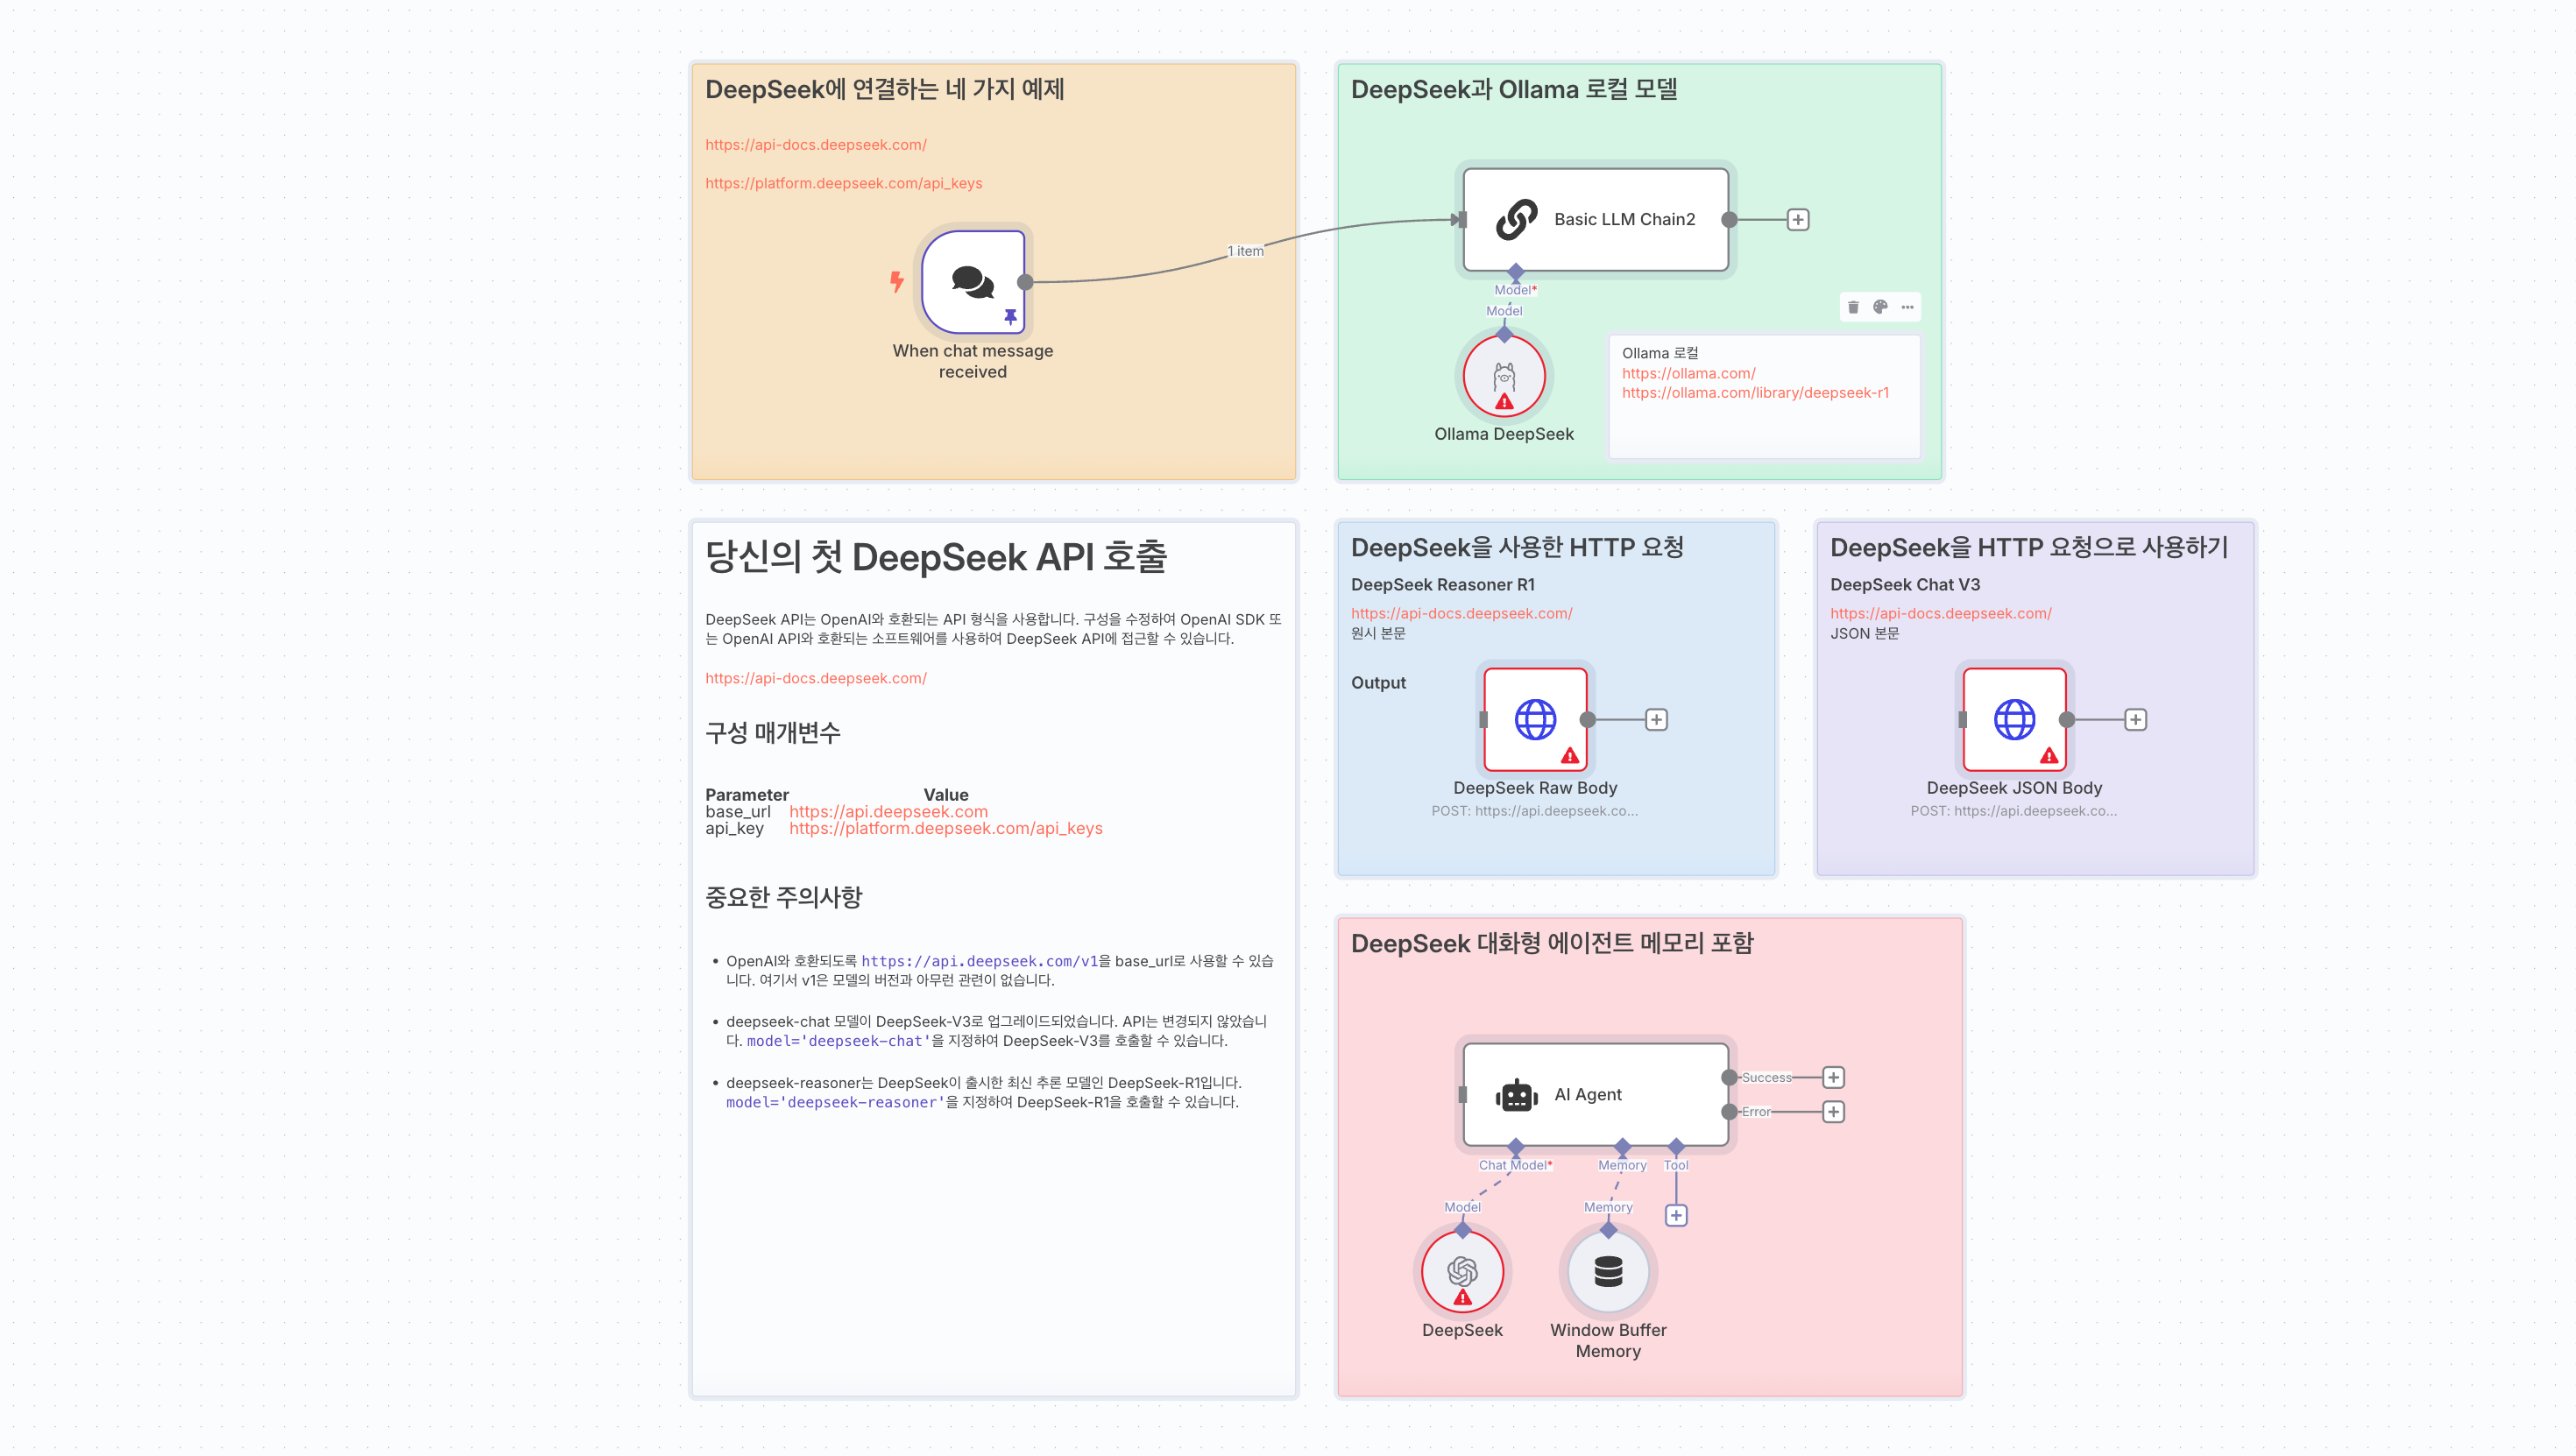 DeepSeek에 연결하는 네 가지 예제
https://api-docs.deepseek.com/
https://platform.deepseek.com/api_keys
When chat message
received
1 item
DeepSeek과 Ollama 로컬 모델
Basic LLM Chain2
Model*
Model
Ollama DeepSeek
Ollama 로컬
https://ollama.com/
https://ollama.com/library/deepseek-r1
당신의 첫 DeepSeek API 호출
DeepSeek API는 OpenAI와 호환되는 API 형식을 사용합니다. 구성을 수정하여 OpenAI SDK 또
는 OpenAI API와 호환되는 소프트웨어를 사용하여 DeepSeek API에 접근할 수 있습니다.
https://api-docs.deepseek.com/
구성 매개변수
Parameter Value
base_url https://api.deepseek.com
api_key https://platform.deepseek.com/api_keys
중요한 주의사항
• OpenAI와 호환되도록 https://api.deepseek.com/v1을 base_url로 사용할 수 있습
니다. 여기서 v1은 모델의 버전과 아무런 관련이 없습니다.
• deepseek-chat 모델이 DeepSeek-V3로 업그레이드되었습니다. API는 변경되지 않았습니
다. model='deepseek-chat'을 지정하여 DeepSeek-V3를 호출할 수 있습니다.
• deepseek-reasoner는 DeepSeek이 출시한 최신 추론 모델인 DeepSeek-R1입니다.
model='deepseek-reasoner'을 지정하여 DeepSeek-R1을 호출할 수 있습니다.
DeepSeek을 사용한 HTTP 요청
DeepSeek Reasoner R1
https://api-docs.deepseek.com/
원시 본문
Output
DeepSeek Raw Body
POST: https://api.deepseek.co...
DeepSeek을 HTTP 요청으로 사용하기
DeepSeek Chat V3
https://api-docs.deepseek.com/
JSON 본문
DeepSeek JSON Body
POST: https://api.deepseek.co...
DeepSeek 대화형 에이전트 메모리 포함
AI Agent
Success
Error
Chat Model*
Memory
Tool
Model
Memory
DeepSeek
Window Buffer
Memory